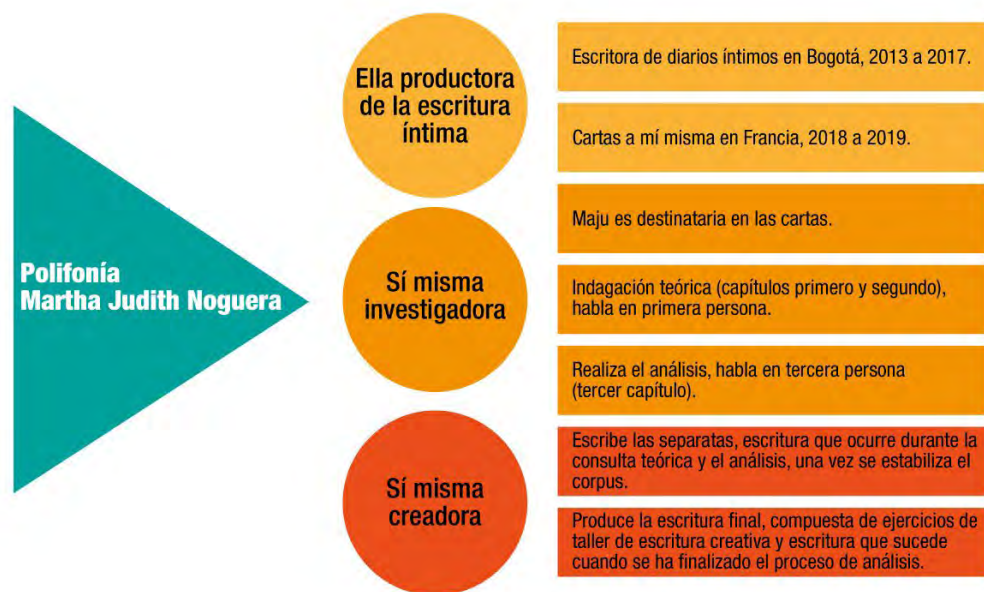 Polifonía
Martha Judith Noguera
Ella productora
de la escritura
íntima
Escritora de diarios íntimos en Bogotá, 2013 a 2017.
Cartas a mí misma en Francia, 2018 a 2019.
Sí misma
investigadora
Maju es destinataria en las cartas.
Indagación teórica (capítulos primero y segundo),
habla en primera persona.
Realiza el análisis, habla en tercera persona
(tercer capítulo).
Sí misma
creadora
Escribe las separatas, escritura que ocurre durante la
consulta teórica y el análisis, una vez se estabiliza el
corpus.
Produce la escritura final, compuesta de ejercicios de
taller de escritura creativa y escritura que sucede
cuando se ha finalizado el proceso de análisis.